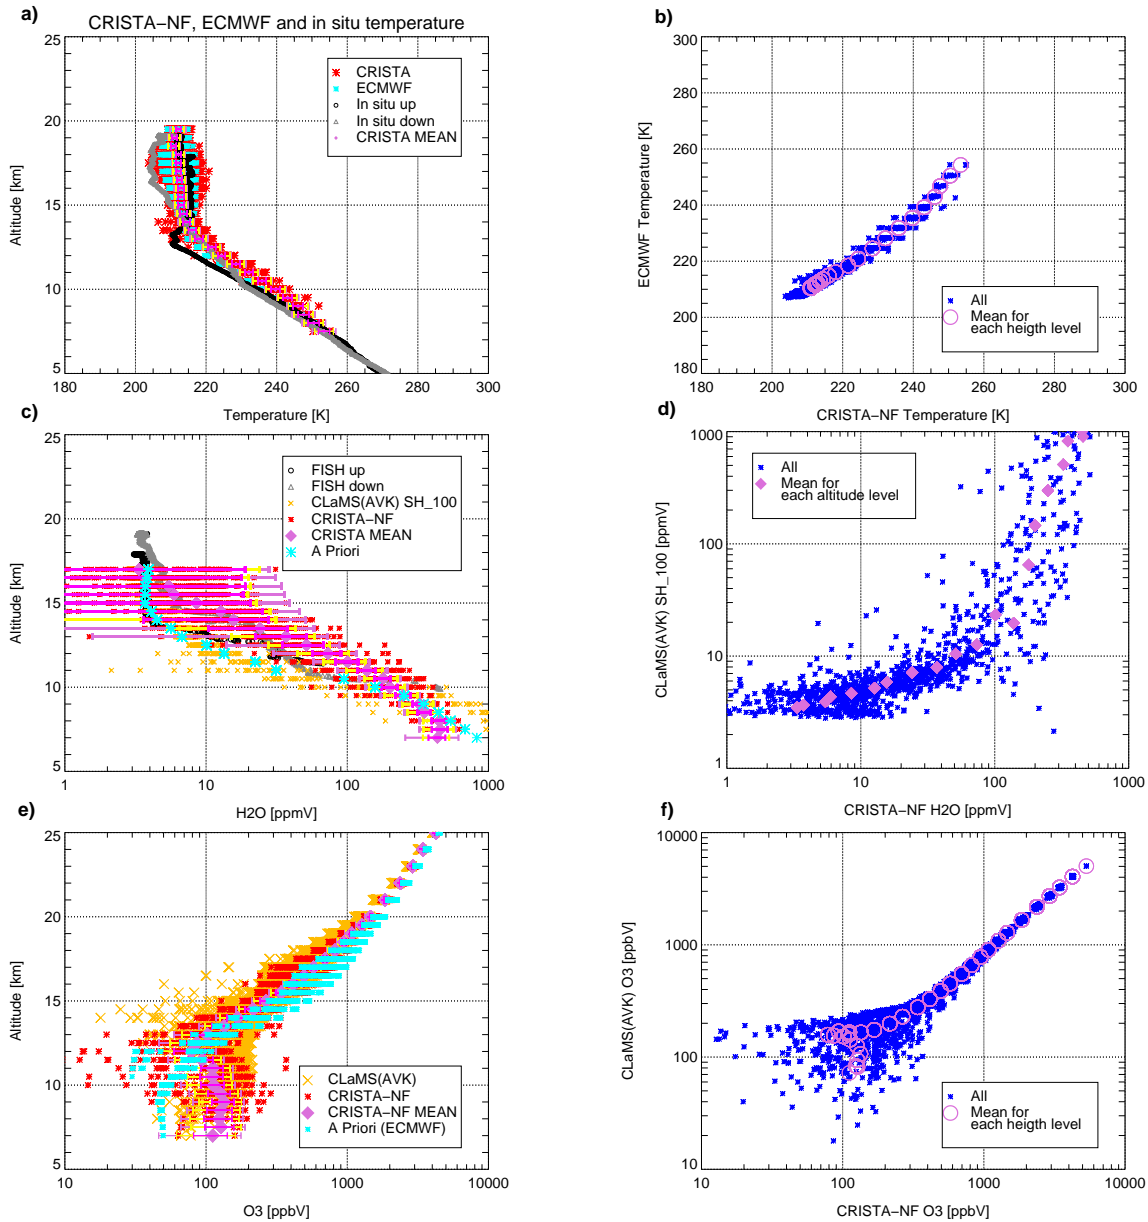 a)
CRISTA−NF, ECMWF and in situ temperature
25
20
15
10
5
Altitude [km]
CRISTA
ECMWF
In situ up
In situ down
CRISTA MEAN
180 200 220 240 260 280 300
Temperature [K]
b)
300
280
260
240
220
200
180
ECMWF Temperature [K]
All
Mean for
each heigth level
180 200 220 240 260 280 300
CRISTA−NF Temperature [K]
c)
25
20
15
10
5
Altitude [km]
FISH up
FISH down
CLaMS(AVK) SH_100
CRISTA−NF
CRISTA MEAN
A Priori
1 10 100 1000
H2O [ppmV]
d)
1000
100
10
1
CLaMS(AVK) SH_100 [ppmV]
All
Mean for
each altitude level
1 10 100 1000
CRISTA−NF H2O [ppmV]
e)
25
20
15
10
5
Altitude [km]
CLaMS(AVK)
CRISTA−NF
CRISTA−NF MEAN
A Priori (ECMWF)
10 100 1000 10000
O3 [ppbV]
f)
10000
1000
100
10
CLaMS(AVK) O3 [ppbV]
All
Mean for
each heigth level
10 100 1000 10000
CRISTA−NF O3 [ppbV]